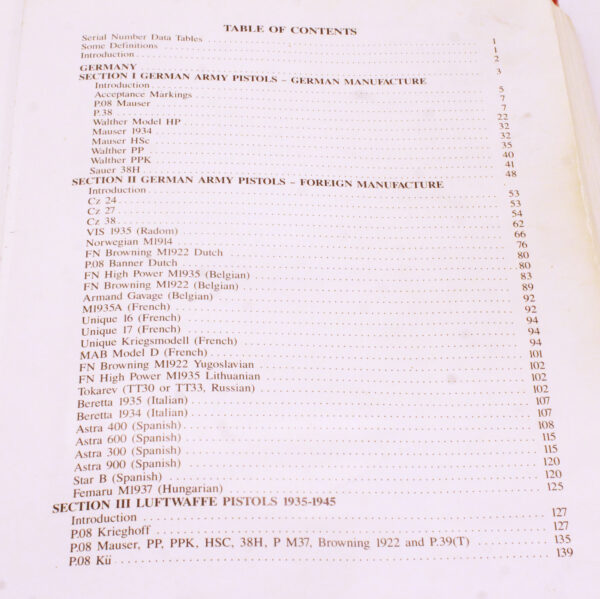 TABLE OF CONTENTS
Serial Number Data Tables 1
Some Definitions 1
Introduction 2
GERMANY 3
SECTION I GERMAN ARMY PISTOLS – GERMAN MANUFACTURE
Introduction 5
Acceptance Markings 7
P.08 Mauser 7
P.38 22
Walther Model HP 32
Mauser 1934 32
Mauser HSc 35
Walther PP 40
Walther PPK 41
Sauer 38H 48
SECTION II GERMAN ARMY PISTOLS – FOREIGN MANUFACTURE
Introduction 53
Cz 24 53
Cz 27 54
Cz 38 62
VIS 1935 (Radom) 66
Norwegian M1914 76
FN Browning M1922 Dutch 80
P.08 Banner Dutch 80
FN High Power M1935 (Belgian) 83
FN Browning M1922 (Belgian) 89
Armand Gavage (Belgian) 92
M1935A (French) 92
Unique 16 (French) 94
Unique 17 (French) 94
Unique Kriegsmodell (French) 94
MAB Model D (French) 101
FN Browning M1922 Yugoslavian 102
FN High Power M1935 Lithuanian 102
Tokarev (TT30 or TT33, Russian) 102
Beretta 1935 (Italian) 107
Beretta 1934 (Italian) 107
Astra 400 (Spanish) 108
Astra 600 (Spanish) 115
Astra 300 (Spanish) 115
Astra 900 (Spanish) 120
Star B (Spanish) 120
Femaru M1937 (Hungarian) 125
SECTION III LUFTWAFFE PISTOLS 1935-1945
Introduction 127
P.08 Krieghoff 127
P.08 Mauser, PP, PPK, HSC, 38H, P M37, Browning 1922 and P.39(T) 135
P.08 Kü 139